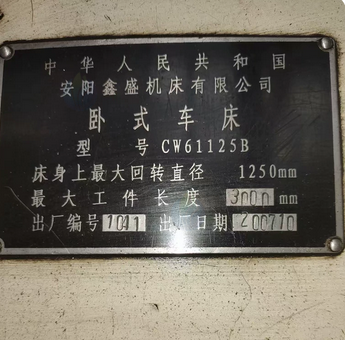 中华人民共和国
安阳鑫盛机床有限公司
卧式车床
型号 CW61125B
床身上最大回转直径 1250mm
最大工件长度 3000 mm
出厂编号 1041 出厂日期 200710